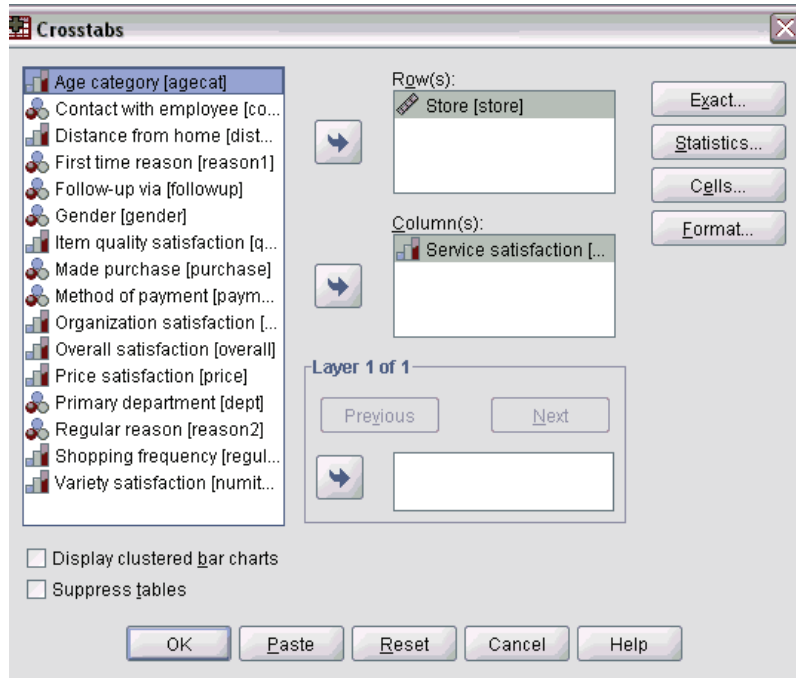 Crosstabs
Age category [agecat]
Contact with employee [co...
Distance from home [dist...
First time reason [reason1]
Follow-up via [followup]
Gender [gender]
Item quality satisfaction [q...
Made purchase [purchase]
Method of payment [paym...
Organization satisfaction [...
Overall satisfaction [overall]
Price satisfaction [price]
Primary department [dept]
Regular reason [reason2]
Shopping frequency [regul...
Variety satisfaction [numit...
Row(s):
Store [store]
Column(s):
Service satisfaction [...
Layer 1 of 1
Previous
Next
Exact...
Statistics...
Cells...
Format...
Display clustered bar charts
Suppress tables
OK
Paste
Reset
Cancel
Help